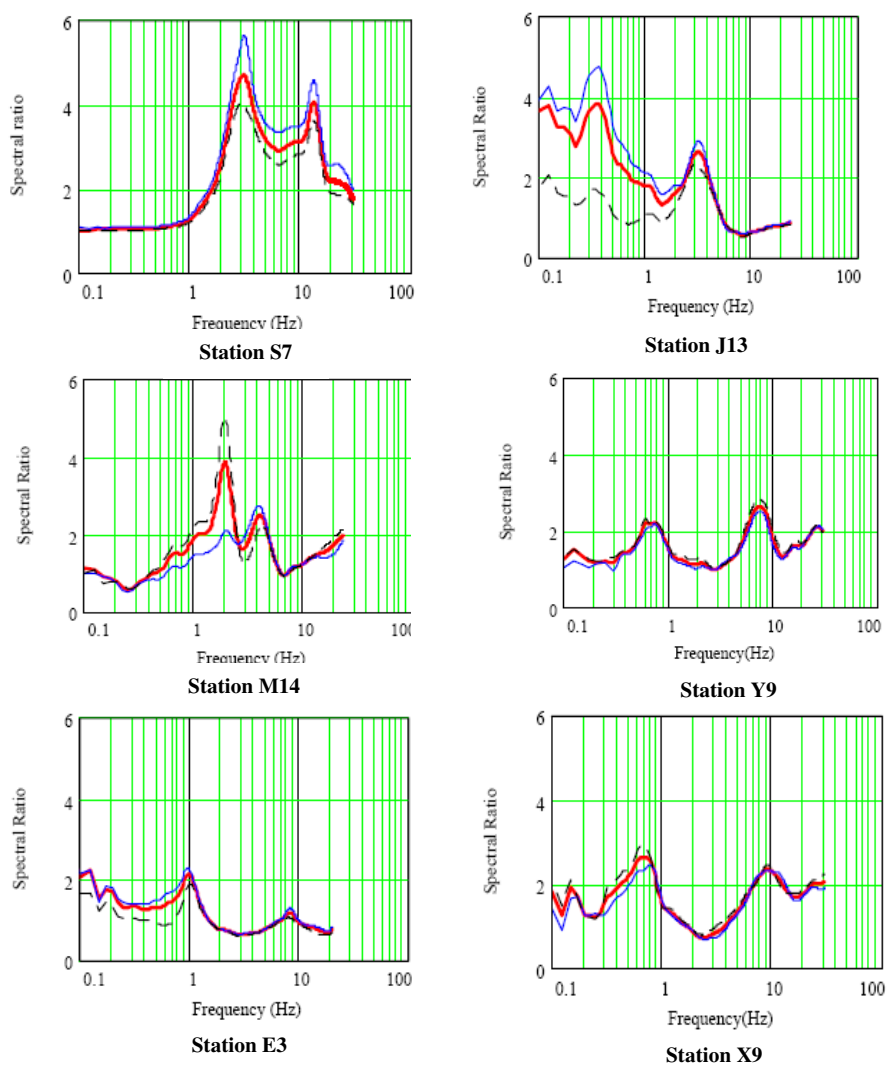 6
4
2
0
Spectral ratio
0.1 1 10 100
Frequency (Hz)
Station S7
6
4
2
0
Spectral Ratio
0.1 1 10 100
Frequency (Hz)
Station J13
6
4
2
0
Spectral Ratio
0.1 1 10 100
Frequency (Hz)
Station M14
6
4
2
0
Spectral Ratio
0.1 1 10 100
Frequency(Hz)
Station Y9
6
4
2
0
Spectral Ratio
0.1 1 10 100
Frequency (Hz)
Station E3
6
4
2
0
Spectral Ratio
0.1 1 10 100
Frequency(Hz)
Station X9